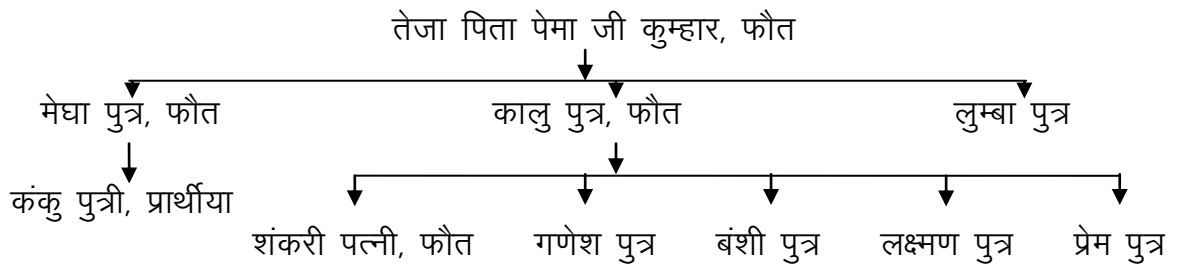 तेजा पिता पेमा जी कुम्हार, फौत
मेघा पुत्र, फौत कालु पुत्र, फौत लुम्बा पुत्र
कंकु पुत्री, प्रार्थीया
शंकरी पत्नी, फौत गणेश पुत्र बंशी पुत्र लक्ष्मण पुत्र प्रेम पुत्र